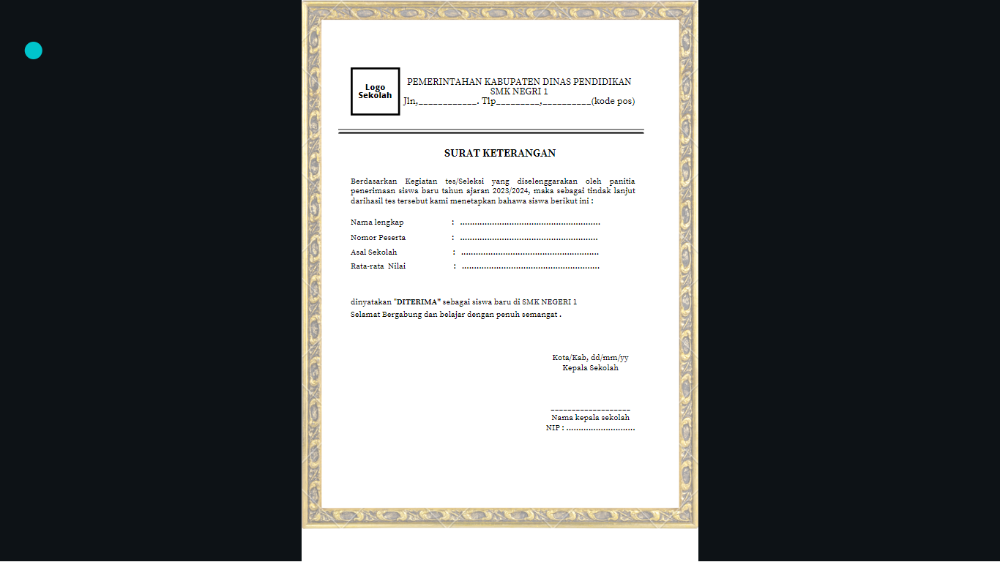 Logo
Sekolah
PEMERINTAHAN KABUPATEN DINAS PENDIDIKAN
SMK NEGRI 1
Jln,____________. Tlp_________,__________(kode pos)
SURAT KETERANGAN
Berdasarkan Kegiatan tes/Seleksi yang diselenggarakan oleh panitia
penerimaan siswa baru tahun ajaran 2023/2024, maka sebagai tindak lanjut
darihasil tes tersebut kami menetapkan bahawa siswa berikut ini :
Nama lengkap : .........................................................
Nomor Peserta : ........................................................
Asal Sekolah : ........................................................
Rata-rata Nilai : ........................................................
dinyatakan "DITERIMA" sebagai siswa baru di SMK NEGERI 1
Selamat Bergabung dan belajar dengan penuh semangat .
Kota/Kab, dd/mm/yy
Kepala Sekolah
___________________
Nama kepala sekolah
NIP : ............................